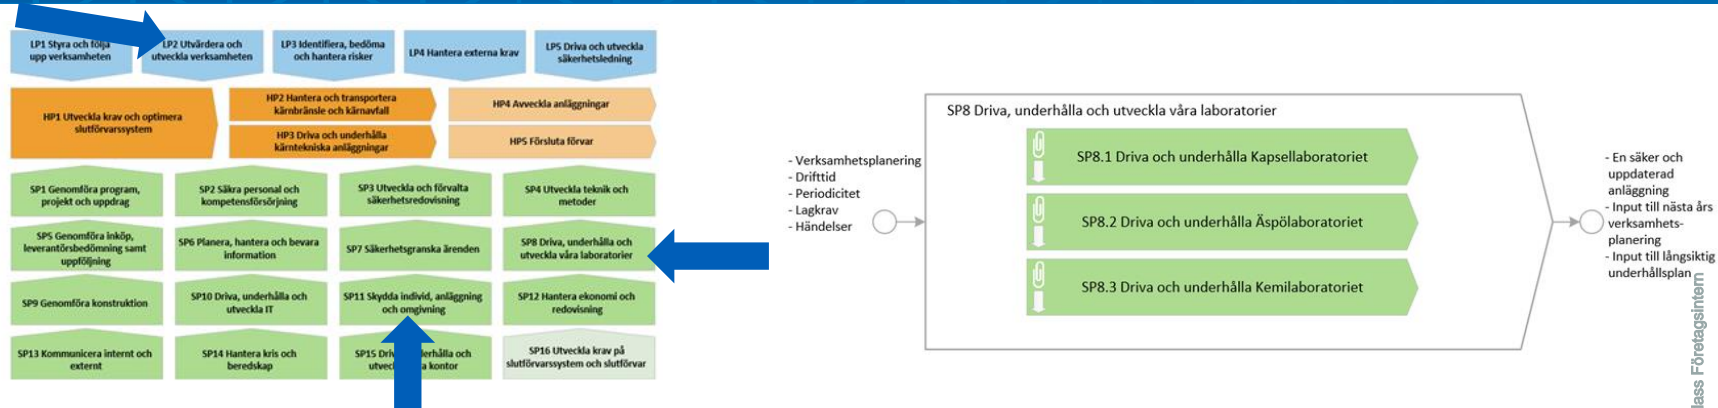 LP1 Styra och följa
upp verksamheten
LP2 Utvärdera och
utveckla verksamheten
LP3 Identifiera, bedöma
och hantera risker
LP4 Hantera externa krav
LP5 Driva och utveckla
säkerhetsledning
HP1 Utveckla krav och optimera
slutförvarssystem
HP2 Hantera och transportera
kärnbränsle och kärnavfall
HP3 Driva och underhålla
kärntekniska anläggningar
HP4 Avveckla anläggningar
HP5 Försluta förvar
SP1 Genomföra program,
projekt och uppdrag
SP2 Säkra personal och
kompetensförsörjning
SP3 Utveckla och förvalta
säkerhetsredovisning
SP4 Utveckla teknik och
metoder
SP5 Genomföra inköp,
leverantörsbedömning samt
uppföljning
SP6 Planera, hantera och bevara
information
SP7 Säkerhetsgranska ärenden
SP8 Driva, underhålla och
utveckla våra laboratorier
SP9 Genomföra konstruktion
SP10 Driva, underhålla och
utveckla IT
SP11 Skydda individ, anläggning
och omgivning
SP12 Hantera ekonomi och
redovisning
SP13 Kommunicera internt och
externt
SP14 Hantera kris och
beredskap
SP15 Driv erhålla och
utvec a kontor
SP16 Utveckla krav på
slutförvarssystem och slutförvar
- Verksamhetsplanering
- Drifttid
- Periodicitet
- Lagkrav
- Händelser
SP8 Driva, underhålla och utveckla våra laboratorier
SP8.1 Driva och underhålla Kapsellaboratoriet
SP8.2 Driva och underhålla Äspölaboratoriet
SP8.3 Driva och underhålla Kemilaboratoriet
- En säker och
uppdaterad
anläggning
- Input till nästa års
verksamhets-
planering
- Input till långsiktig
underhållsplan
lass Företagsintern